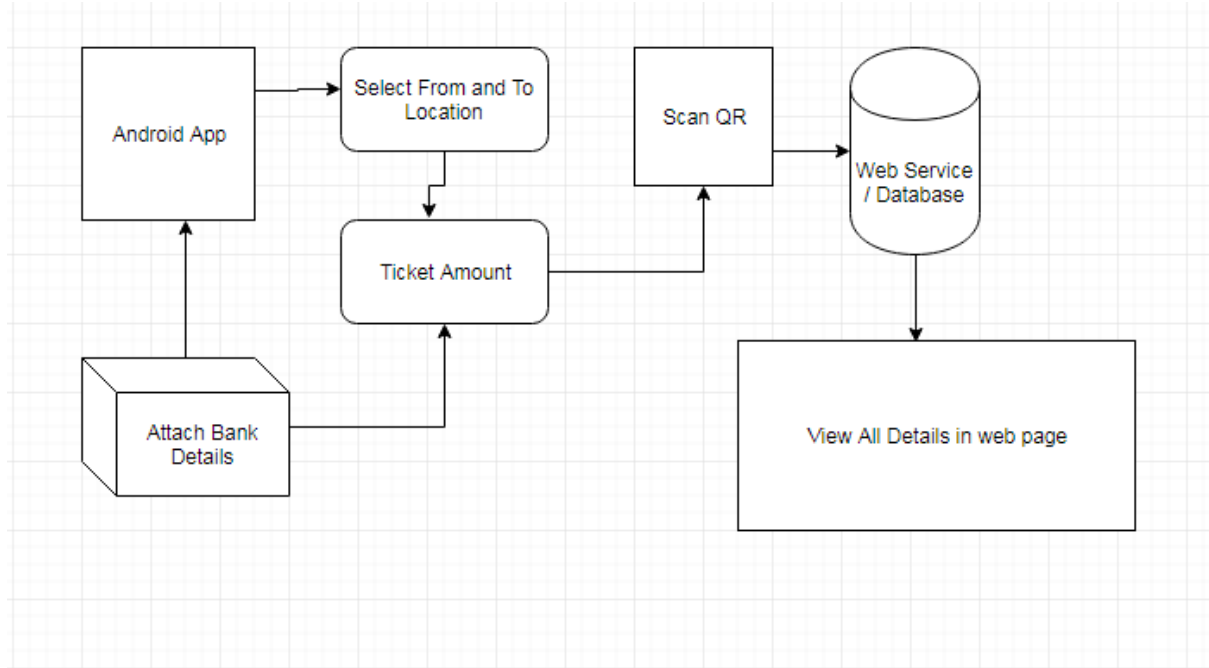 Android App
Select From and To
Location
Scan QR
Web Service
/ Database
Ticket Amount
Attach Bank
Details
View All Details in web page